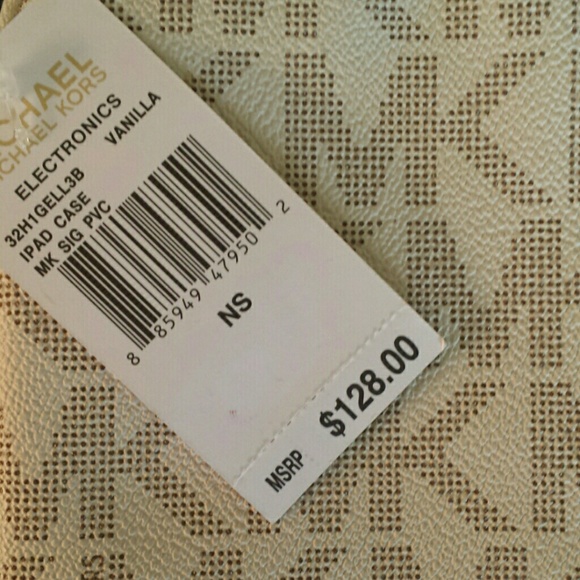 MICHAEL
MICHAEL KORS
ELECTRONICS
32H1GELL3B VANILLA
IPAD CASE
MK SIG PVC
8 85949 47950 2
NS
MSRP $128.00